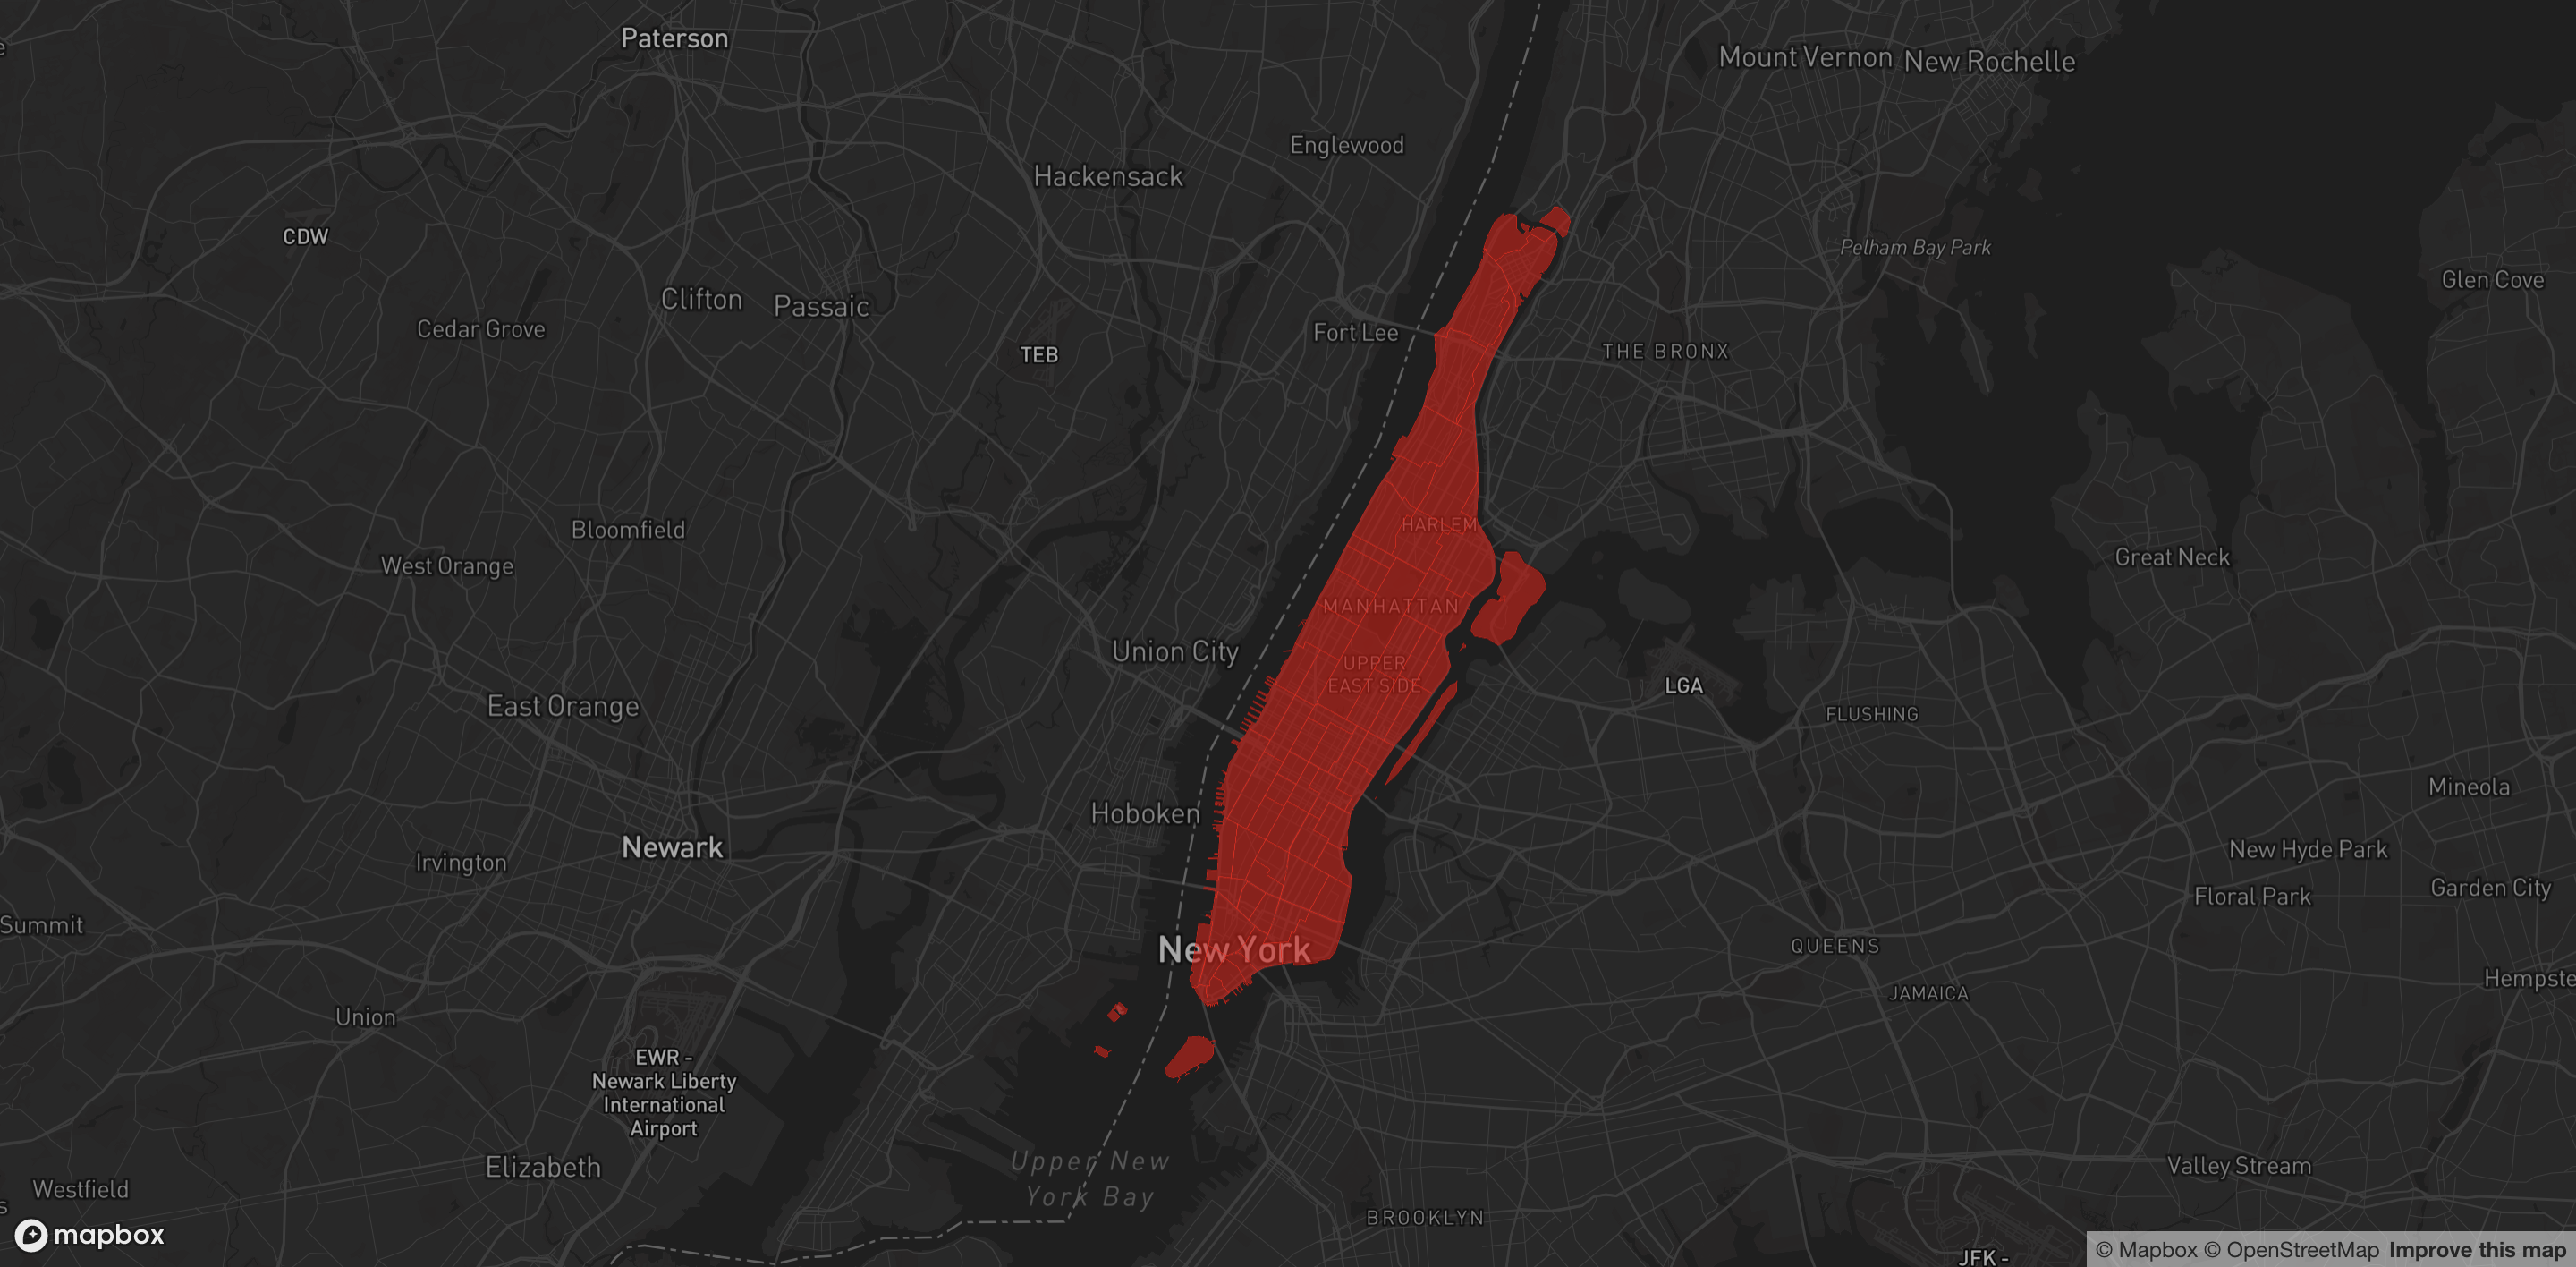 Paterson
Mount Vernon
New Rochelle
Englewood
Hackensack
CDW
Pelham Bay Park
Glen Cove
Clifton
Passaic
Cedar Grove
Fort Lee
TEB
THE BRONX
HARLEM
Bloomfield
West Orange
Great Neck
MANHATTAN
Union City
UPPER
EAST SIDE
LGA
East Orange
FLUSHING
Mineola
Hoboken
Newark
Irvington
New Hyde Park
Garden City
Floral Park
Summit
New York
QUEENS
Hempste
JAMAICA
Union
EWR -
Newark Liberty
International
Airport
Elizabeth
Upper New
York Bay
Valley Stream
Westfield
BROOKLYN
mapbox
JFK -
© Mapbox © OpenStreetMap Improve this map